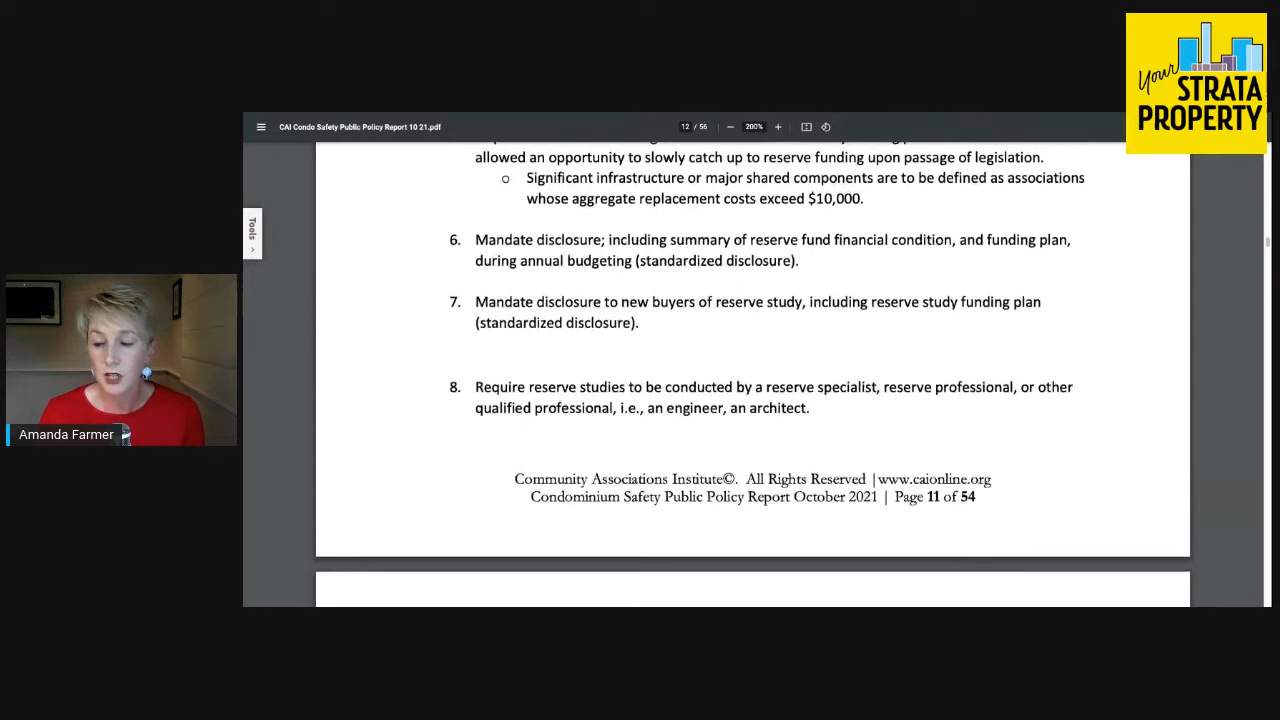 Your
STRATA
PROPERTY
CAI Condo Safety Public Policy Report 10 21.pdf
12 / 56
200%
allowed an opportunity to slowly catch up to reserve funding upon passage of legislation.
o Significant infrastructure or major shared components are to be defined as associations
whose aggregate replacement costs exceed $10,000.
Tools
6. Mandate disclosure; including summary of reserve fund financial condition, and funding plan,
during annual budgeting (standardized disclosure).
7. Mandate disclosure to new buyers of reserve study, including reserve study funding plan
(standardized disclosure).
8. Require reserve studies to be conducted by a reserve specialist, reserve professional, or other
qualified professional, i.e., an engineer, an architect.
Amanda Farmer
Community Associations Institute©. All Rights Reserved |www.caionline.org
Condominium Safety Public Policy Report October 2021 | Page 11 of 54